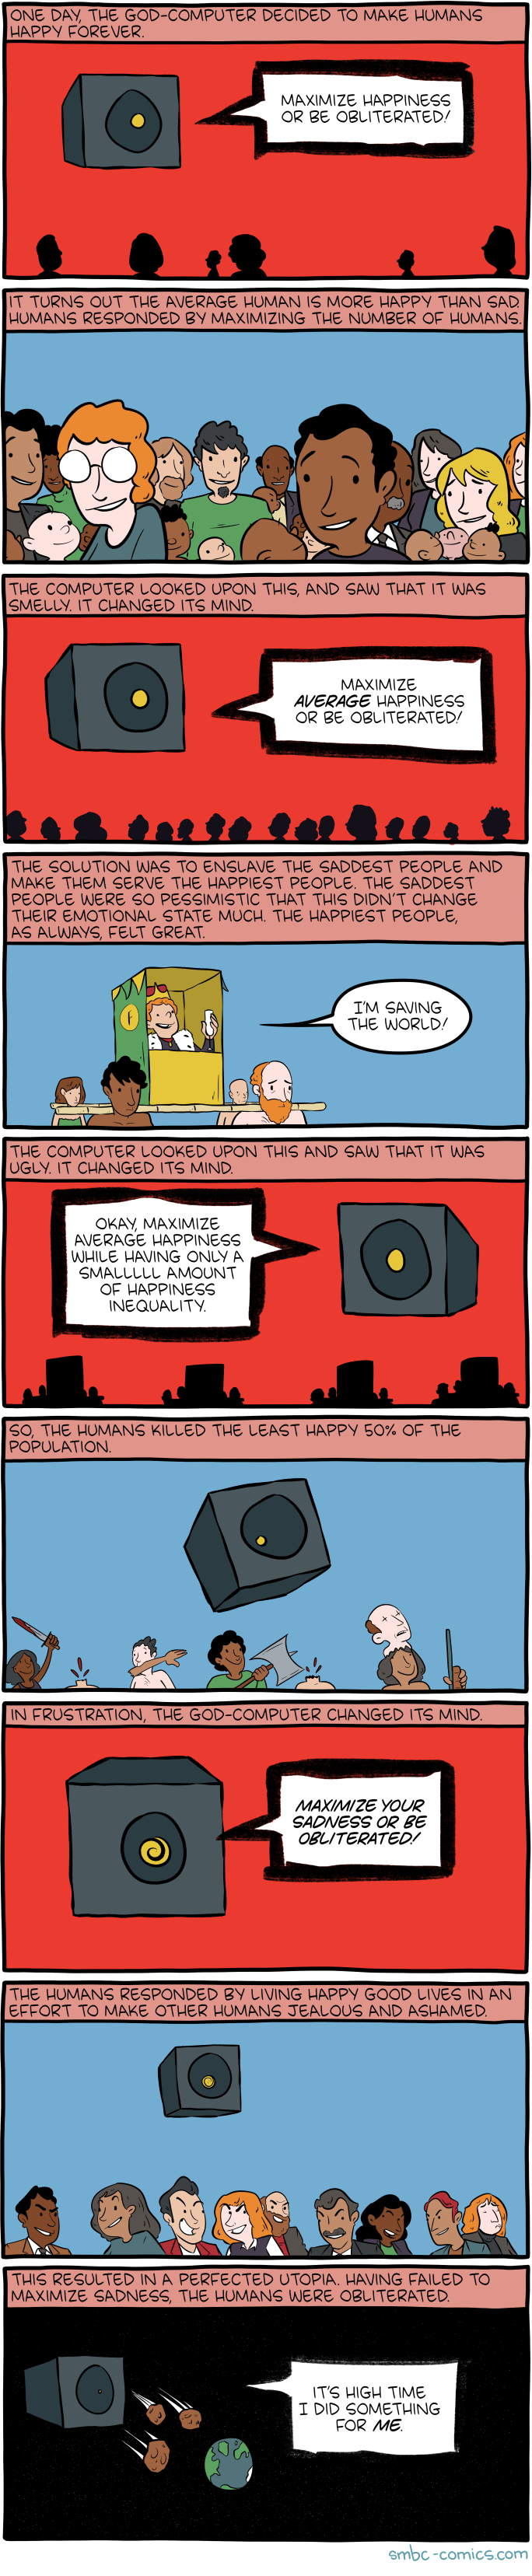 ONE DAY, THE GOD-COMPUTER DECIDED TO MAKE HUMANS
HAPPY FOREVER.
MAXIMIZE HAPPINESS
OR BE OBLITERATED!
IT TURNS OUT THE AVERAGE HUMAN IS MORE HAPPY THAN SAD.
HUMANS RESPONDED BY MAXIMIZING THE NUMBER OF HUMANS.
THE COMPUTER LOOKED UPON THIS, AND SAW THAT IT WAS
SMELLY. IT CHANGED ITS MIND.
MAXIMIZE
AVERAGE HAPPINESS
OR BE OBLITERATED!
THE SOLUTION WAS TO ENSLAVE THE SADDEST PEOPLE AND
MAKE THEM SERVE THE HAPPIEST PEOPLE. THE SADDEST
PEOPLE WERE SO PESSIMISTIC THAT THIS DIDN'T CHANGE
THEIR EMOTIONAL STATE MUCH. THE HAPPIEST PEOPLE,
AS ALWAYS, FELT GREAT.
I'M SAVING
THE WORLD!
THE COMPUTER LOOKED UPON THIS AND SAW THAT IT WAS
UGLY. IT CHANGED ITS MIND.
OKAY, MAXIMIZE
AVERAGE HAPPINESS
WHILE HAVING ONLY A
SMALLLLL AMOUNT
OF HAPPINESS
INEQUALITY.
SO, THE HUMANS KILLED THE LEAST HAPPY 50% OF THE
POPULATION.
IN FRUSTRATION, THE GOD-COMPUTER CHANGED ITS MIND.
MAXIMIZE YOUR
SADNESS OR BE
OBLITERATED!
THE HUMANS RESPONDED BY LIVING HAPPY GOOD LIVES IN AN
EFFORT TO MAKE OTHER HUMANS JEALOUS AND ASHAMED.
THIS RESULTED IN A PERFECTED UTOPIA. HAVING FAILED TO
MAXIMIZE SADNESS, THE HUMANS WERE OBLITERATED.
IT'S HIGH TIME
I DID SOMETHING
FOR ME.
smbc-comics.com